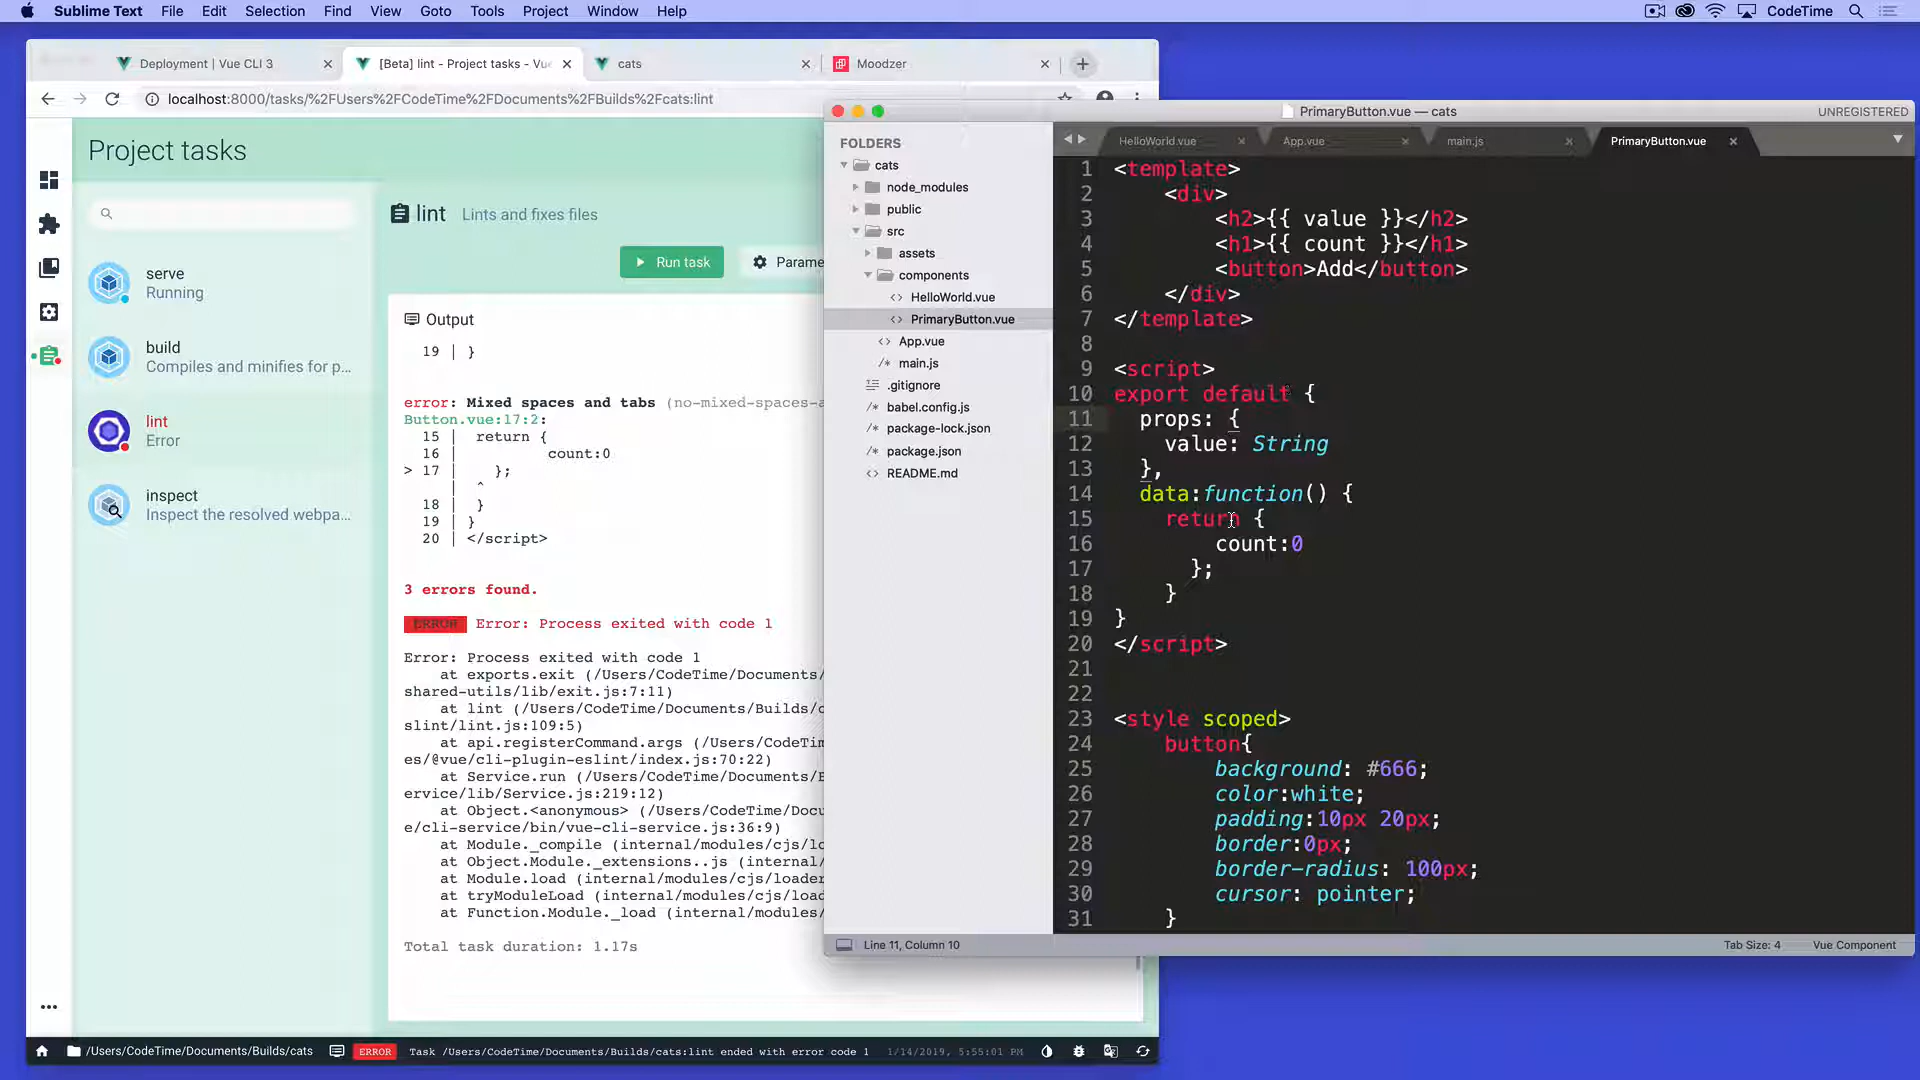 Sublime Text File Edit Selection Find View Goto Tools Project Window Help CodeTime
Deployment | Vue CLI 3
[Beta] lint - Project tasks - Vue
cats
Moodzer
localhost:8000/tasks/%2FUsers%2FCodeTime%2FDocuments%2FBuilds%2Fcats:lint
Project tasks
serve
Running
build
Compiles and minifies for p...
lint
Error
inspect
Inspect the resolved webpa...
lint Lints and fixes files
Run task
Parame
Output
19 | }
error: Mixed spaces and tabs (no-mixed-spaces-a
Button.vue:17:2:
15 | return {
16 | count:0
> 17 | };
| ^
18 | }
19 | }
20 | </script>
3 errors found.
ERROR Error: Process exited with code 1
Error: Process exited with code 1
at exports.exit (/Users/CodeTime/Documents/
shared-utils/lib/exit.js:7:11)
at lint (/Users/CodeTime/Documents/Builds/c
slint/lint.js:109:5)
at api.registerCommand.args (/Users/CodeTim
es/@vue/cli-plugin-eslint/index.js:70:22)
at Service.run (/Users/CodeTime/Documents/B
ervice/lib/Service.js:219:12)
at Object.<anonymous> (/Users/CodeTime/Docu
e/cli-service/bin/vue-cli-service.js:36:9)
at Module._compile (internal/modules/cjs/lo
at Object.Module._extensions..js (internal/
at Module.load (internal/modules/cjs/loader
at tryModuleLoad (internal/modules/cjs/load
at Function.Module._load (internal/modules/
Total task duration: 1.17s
/Users/CodeTime/Documents/Builds/cats ERROR Task /Users/CodeTime/Documents/Builds/cats:lint ended with error code 1 1/14/2019, 5:55:01 PM
PrimaryButton.vue — cats
UNREGISTERED
FOLDERS
cats
node_modules
public
src
assets
components
HelloWorld.vue
PrimaryButton.vue
App.vue
main.js
.gitignore
babel.config.js
package-lock.json
package.json
README.md
HelloWorld.vue App.vue main.js PrimaryButton.vue
1 <template>
2 <div>
3 <h2>{{ value }}</h2>
4 <h1>{{ count }}</h1>
5 <button>Add</button>
6 </div>
7 </template>
8
9 <script>
10 export default {
11 props: {
12 value: String
13 },
14 data:function() {
15 return {
16 count:0
17 };
18 }
19 }
20 </script>
21
22
23 <style scoped>
24 button{
25 background: #666;
26 color:white;
27 padding:10px 20px;
28 border:0px;
29 border-radius: 100px;
30 cursor: pointer;
31 }
Line 11, Column 10
Tab Size: 4
Vue Component